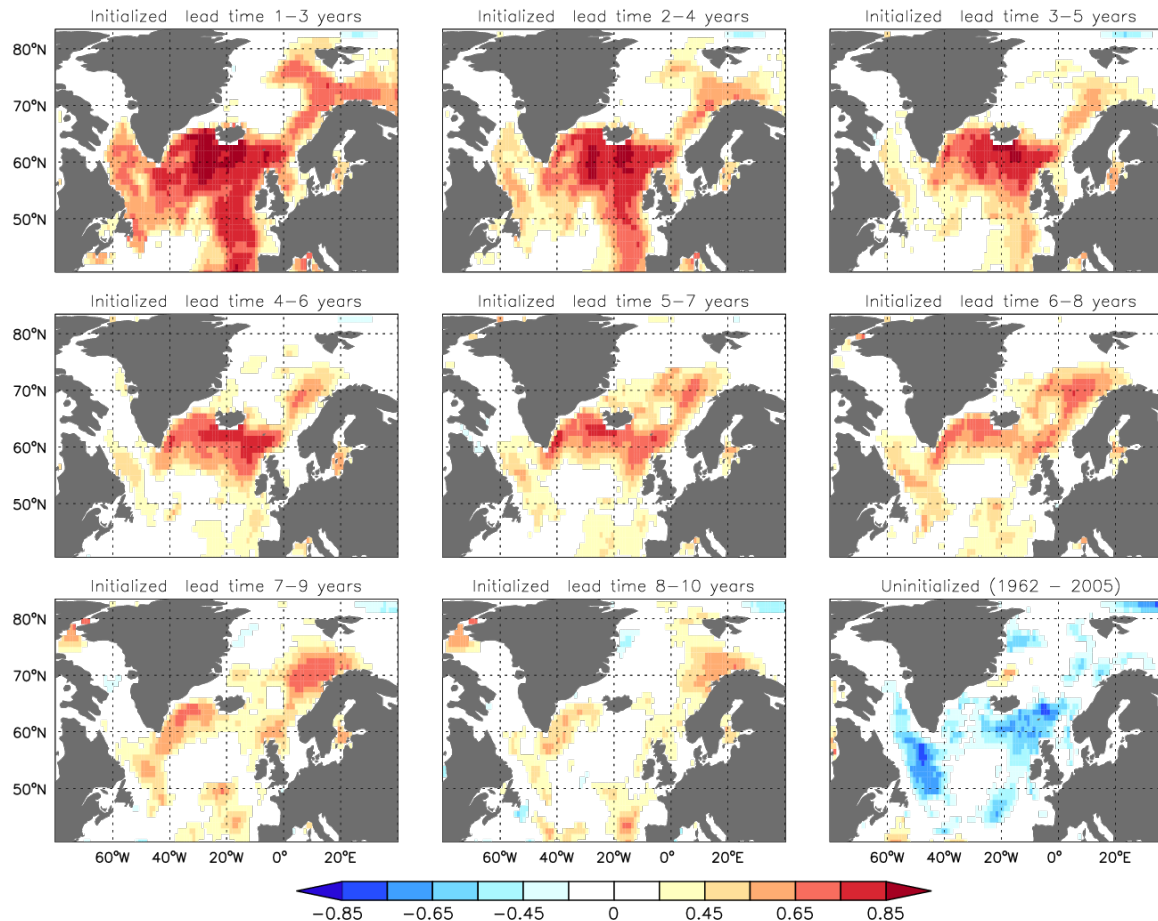 Initialized lead time 1−3 years
Initialized lead time 2−4 years
Initialized lead time 3−5 years
80°N
70°N
60°N
50°N
Initialized lead time 4−6 years
Initialized lead time 5−7 years
Initialized lead time 6−8 years
80°N
70°N
60°N
50°N
Initialized lead time 7−9 years
Initialized lead time 8−10 years
Uninitialized (1962 − 2005)
80°N
70°N
60°N
50°N
60°W 40°W 20°W 0° 20°E
60°W 40°W 20°W 0° 20°E
60°W 40°W 20°W 0° 20°E
−0.85 −0.65 −0.45 0 0.45 0.65 0.85